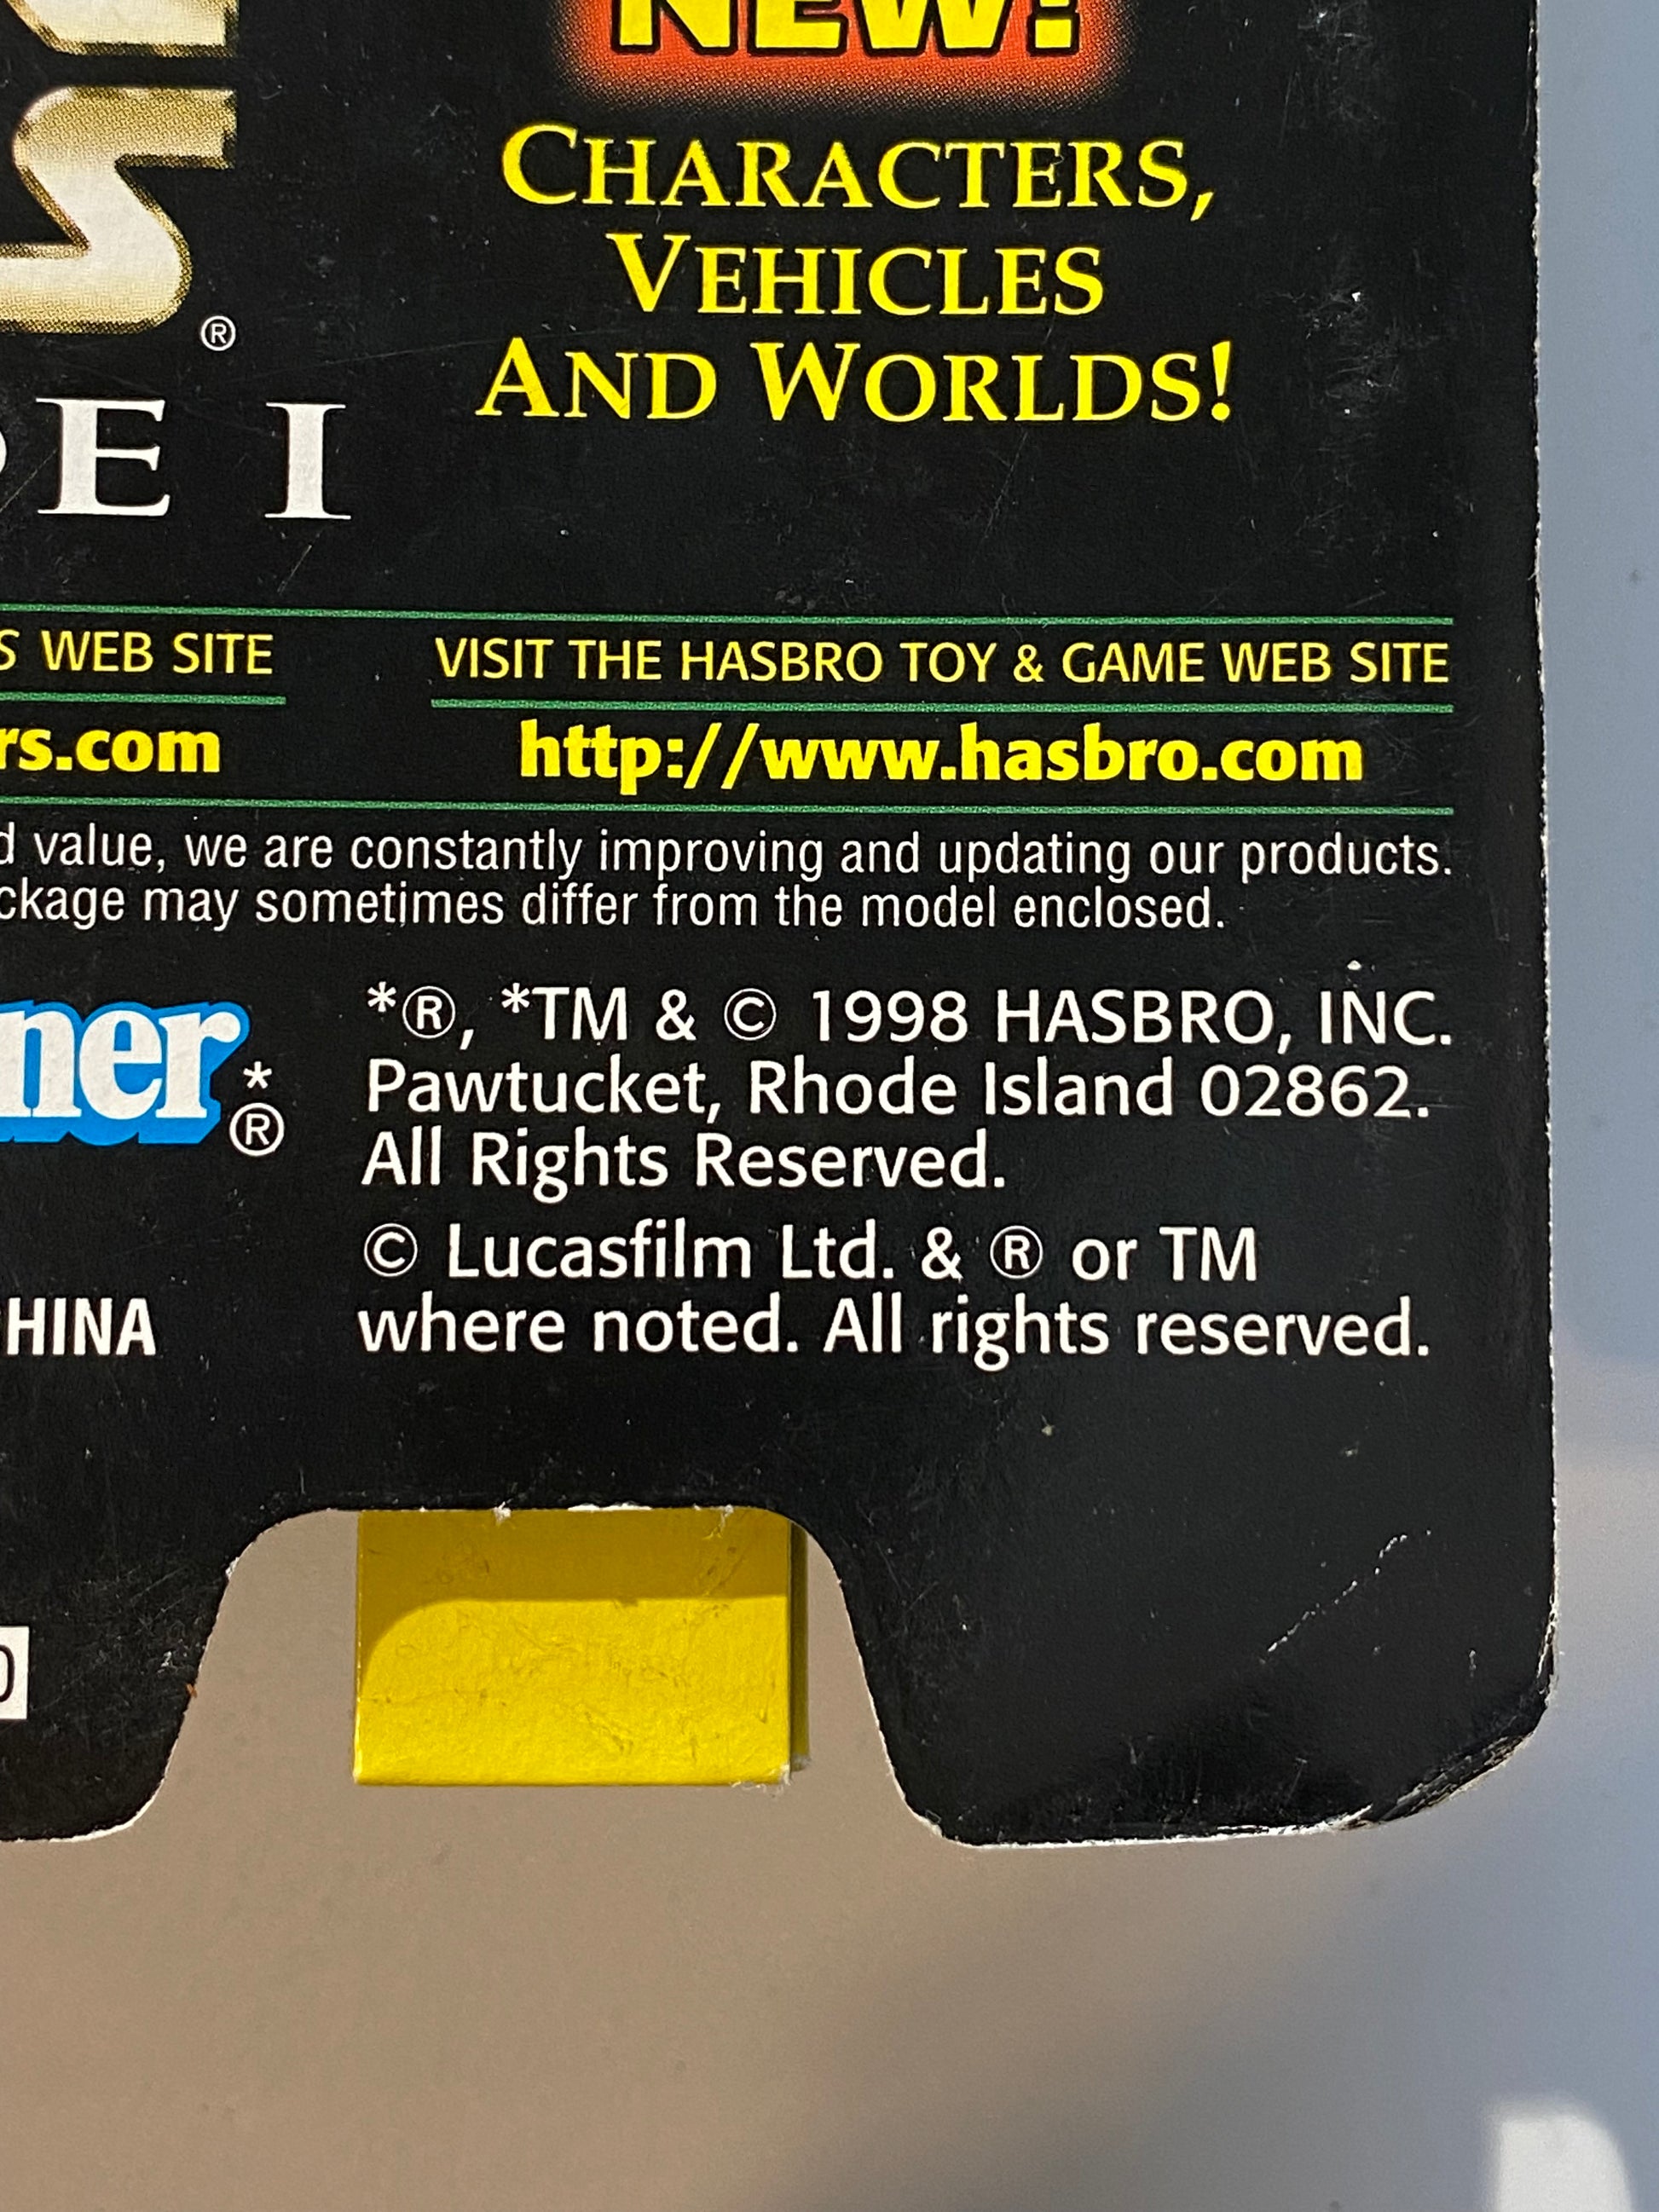 NEW!
CHARACTERS,
VEHICLES
AND WORLDS!
S
®
E I
S WEB SITE
rs.com
VISIT THE HASBRO TOY & GAME WEB SITE
http://www.hasbro.com
d value, we are constantly improving and updating our products.
ckage may sometimes differ from the model enclosed.
ner*
®
*®, *TM & © 1998 HASBRO, INC.
Pawtucket, Rhode Island 02862.
All Rights Reserved.
© Lucasfilm Ltd. & ® or TM
where noted. All rights reserved.
HINA